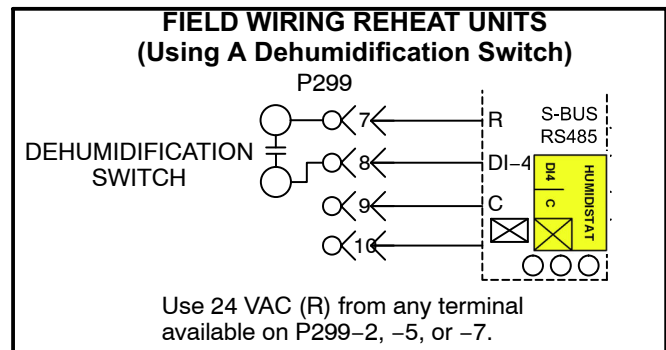 FIELD WIRING REHEAT UNITS
(Using A Dehumidification Switch)
P299
DEHUMIDIFICATION
SWITCH
7
8
9
10
R
DI−4
C
S-BUS
RS485
DI4
C
HUMIDISTAT
Use 24 VAC (R) from any terminal
available on P299−2, −5, or −7.